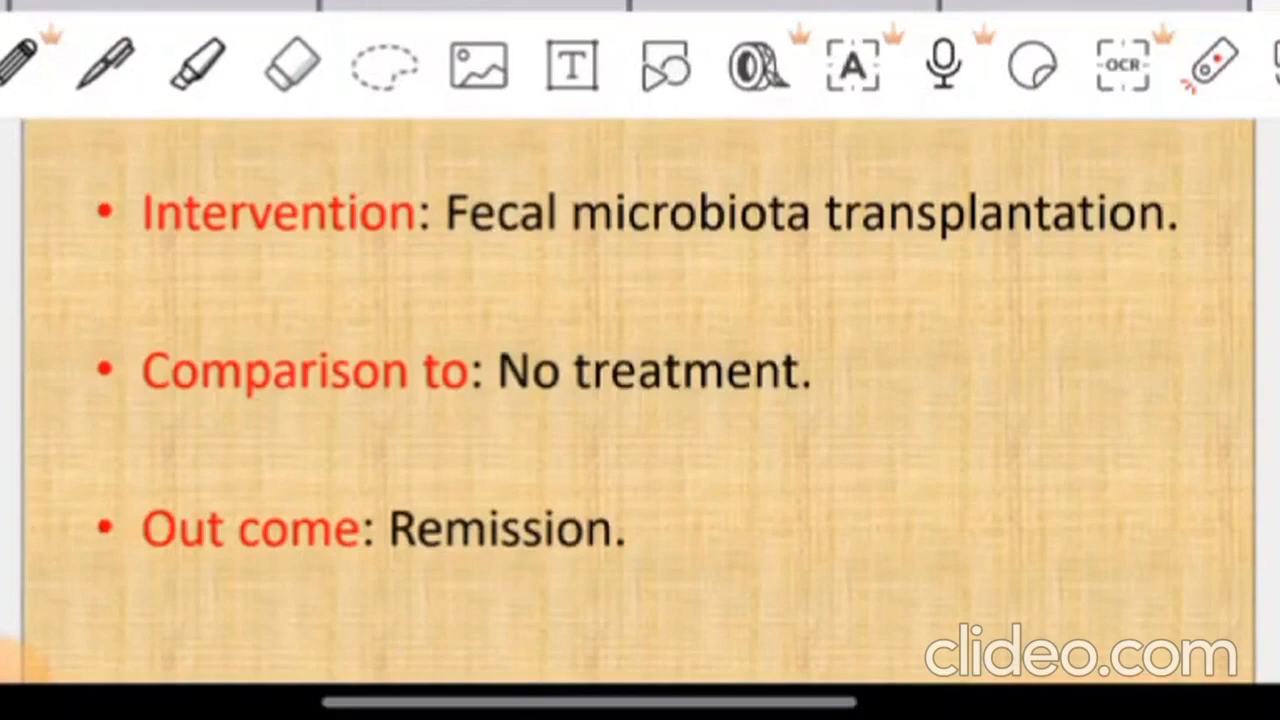 T
A
OCR
• Intervention: Fecal microbiota transplantation.
• Comparison to: No treatment.
• Out come: Remission.
clideo.com